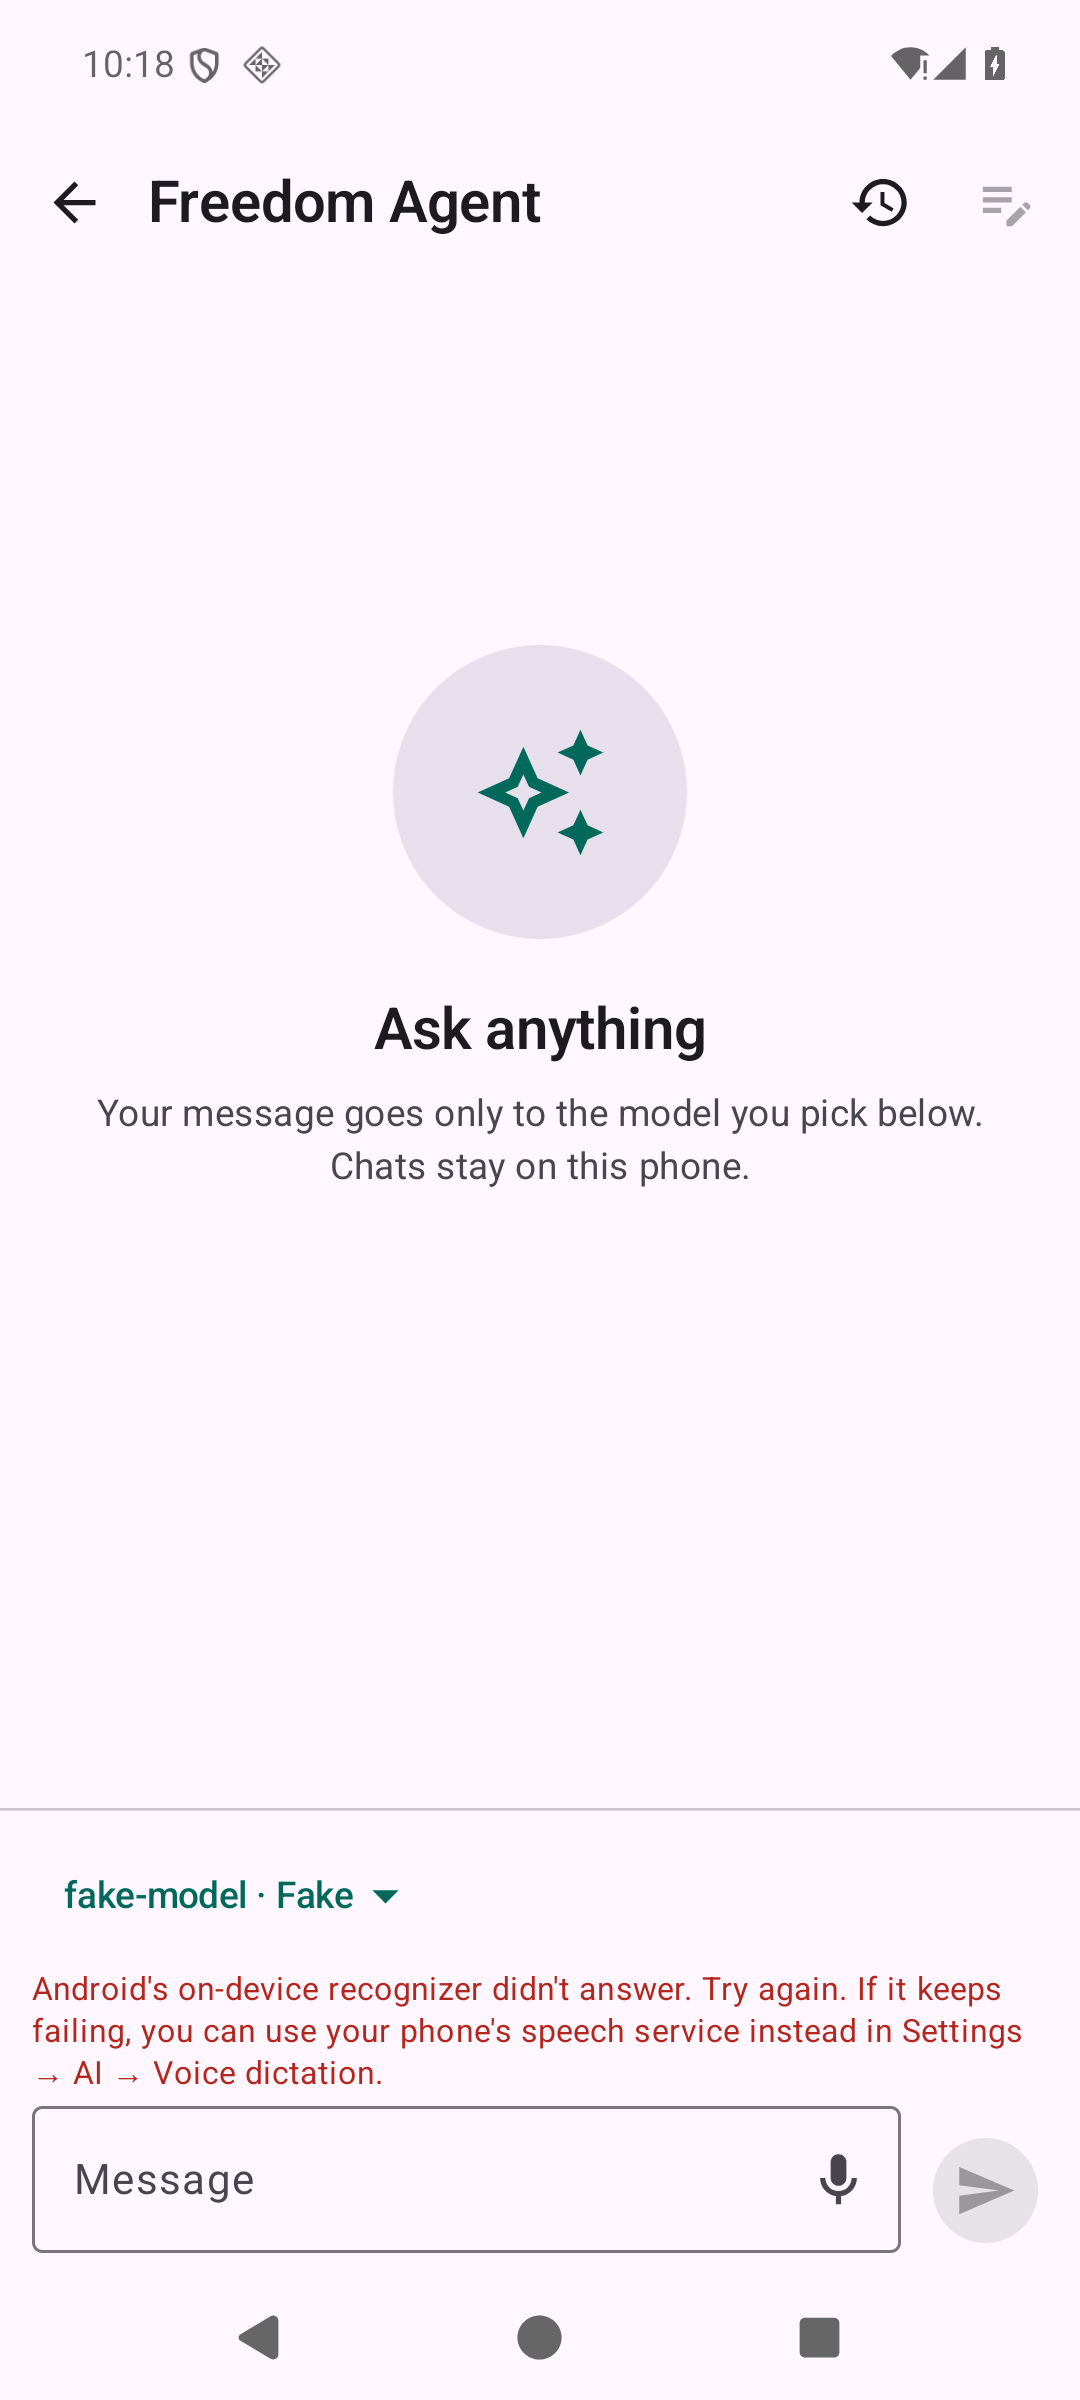 10:18
Freedom Agent
Ask anything
Your message goes only to the model you pick below.
Chats stay on this phone.
fake-model · Fake
Android's on-device recognizer didn't answer. Try again. If it keeps
failing, you can use your phone's speech service instead in Settings
→ AI → Voice dictation.
Message